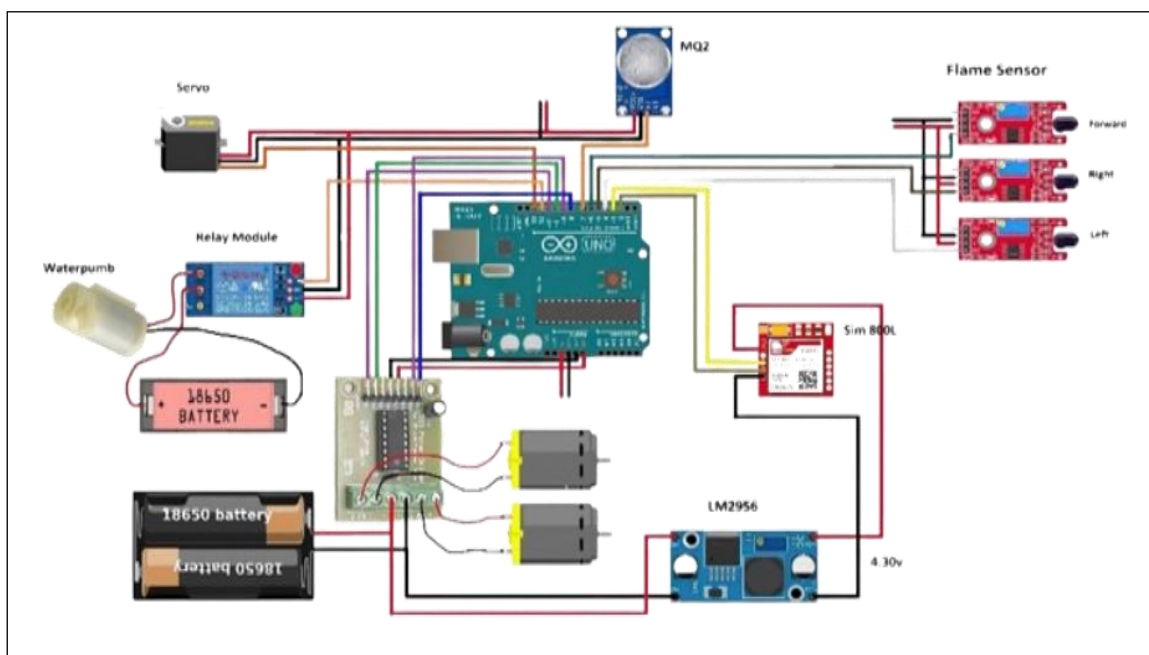 MQ2
Flame Sensor
Servo
Forward
Right
Relay Module
UNO
ARDUINO
Left
Waterpumb
Sim 800L
18650
BATTERY
+
-
18650 battery
18650 battery
LM2956
4.30v